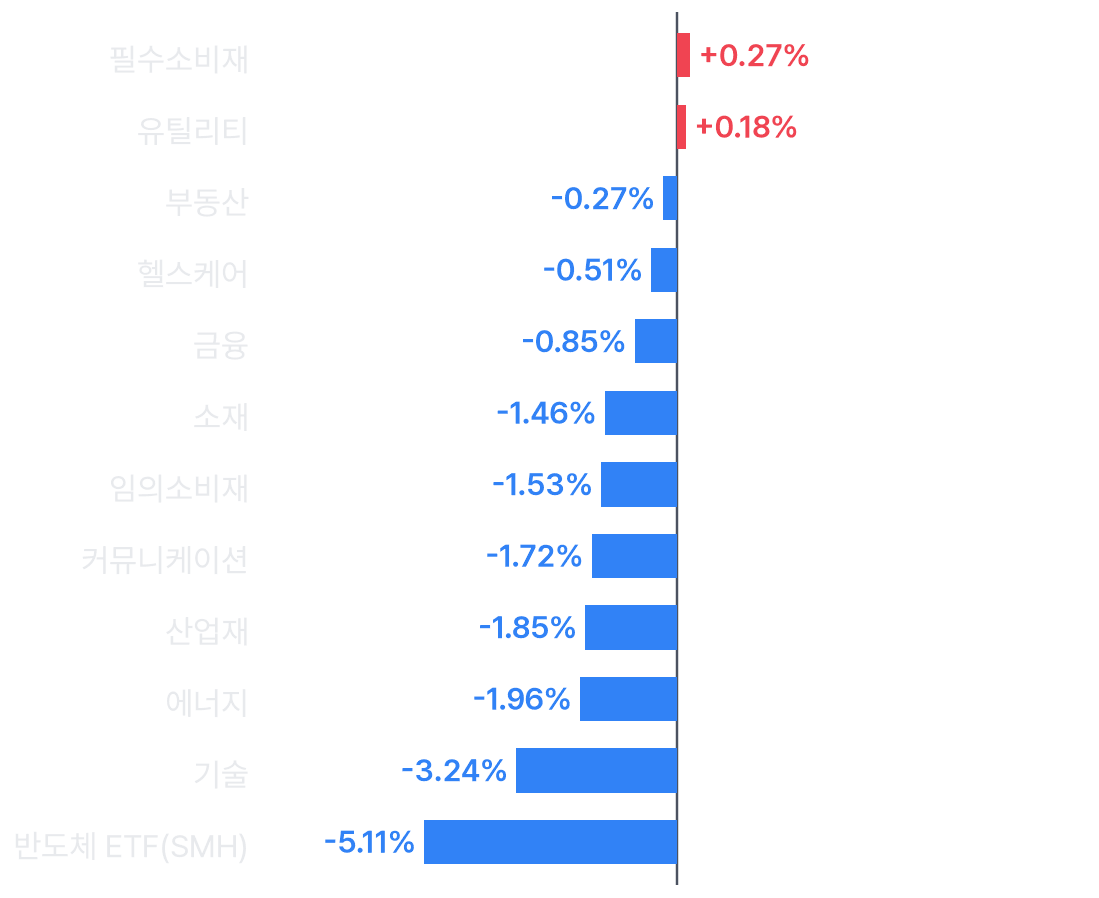 필수소비재 +0.27%
유틸리티 +0.18%
부동산 -0.27%
헬스케어 -0.51%
금융 -0.85%
소재 -1.46%
임의소비재 -1.53%
커뮤니케이션 -1.72%
산업재 -1.85%
에너지 -1.96%
기술 -3.24%
반도체 ETF(SMH) -5.11%